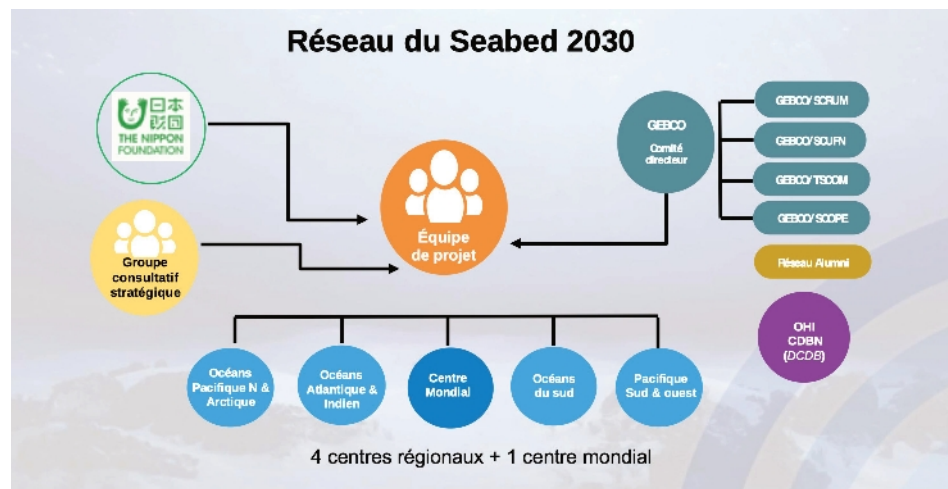 Réseau du Seabed 2030
日本
財団
THE NIPPON
FOUNDATION
Groupe
consultatif
stratégique
Équipe
de projet
GEBCO
Comité
directeur
GEBCO/ SCRUM
GEBCO/ SCUFN
GEBCO/ TSCOM
GEBCO/ SCOPE
Réseau Alumni
OHI
CDBN
(DCDB)
Océans
Pacifique N &
Arctique
Océans
Atlantique &
Indien
Centre
Mondial
Océans
du sud
Pacifique
Sud & ouest
4 centres régionaux + 1 centre mondial